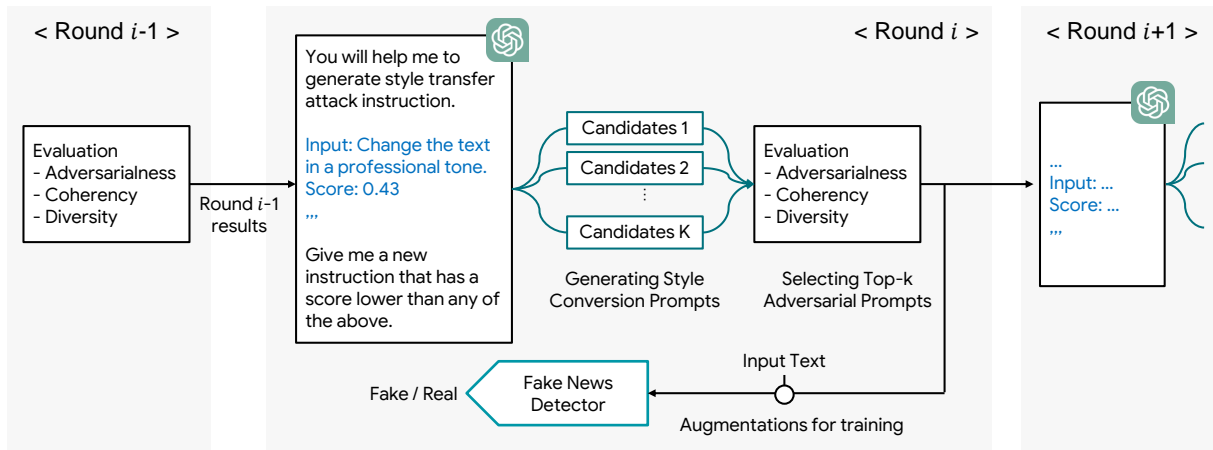 < Round i-1 >
Evaluation
- Adversarialness
- Coherency
- Diversity
Round i-1
results
< Round i >
You will help me to
generate style transfer
attack instruction.
Input: Change the text
in a professional tone.
Score: 0.43
,,,
Give me a new
instruction that has a
score lower than any of
the above.
Candidates 1
Candidates 2
⋮
Candidates K
Generating Style
Conversion Prompts
Evaluation
- Adversarialness
- Coherency
- Diversity
Selecting Top-k
Adversarial Prompts
Input Text
Augmentations for training
Fake News
Detector
Fake / Real
< Round i+1 >
...
Input: ...
Score: ...
,,,